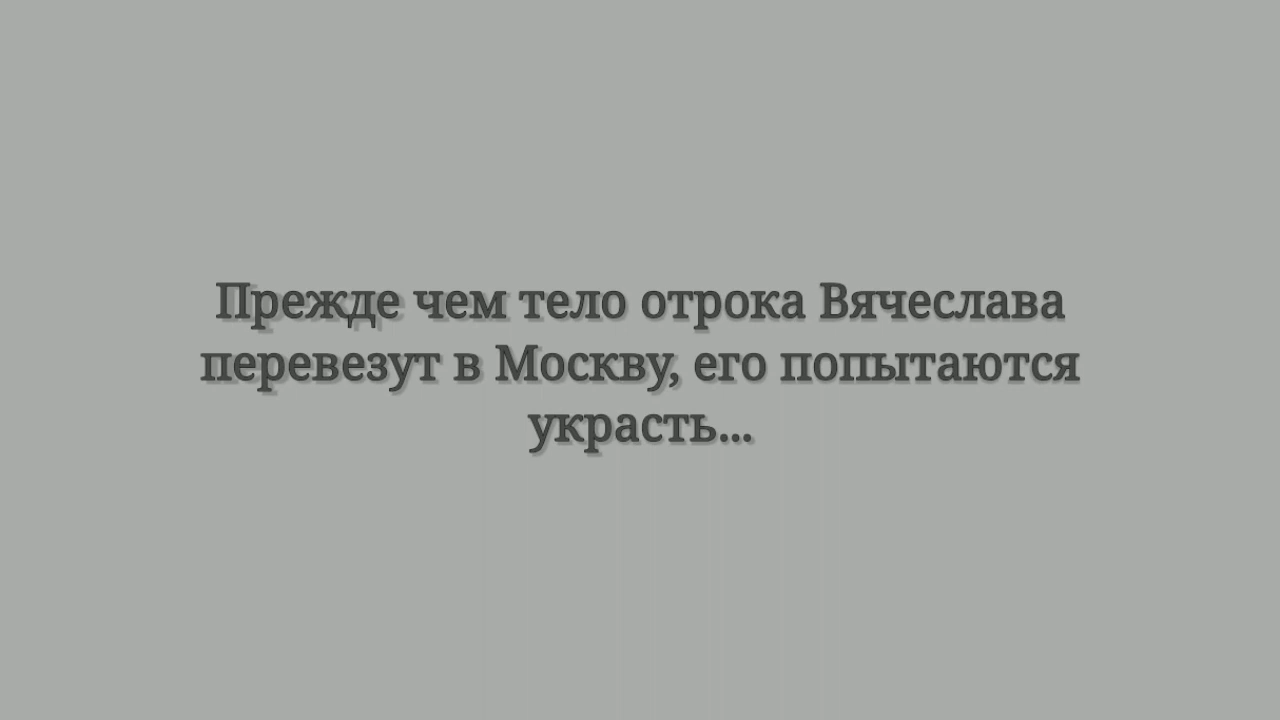 Прежде чем тело отрока Вячеслава
перевезут в Москву, его попытаются
украсть...